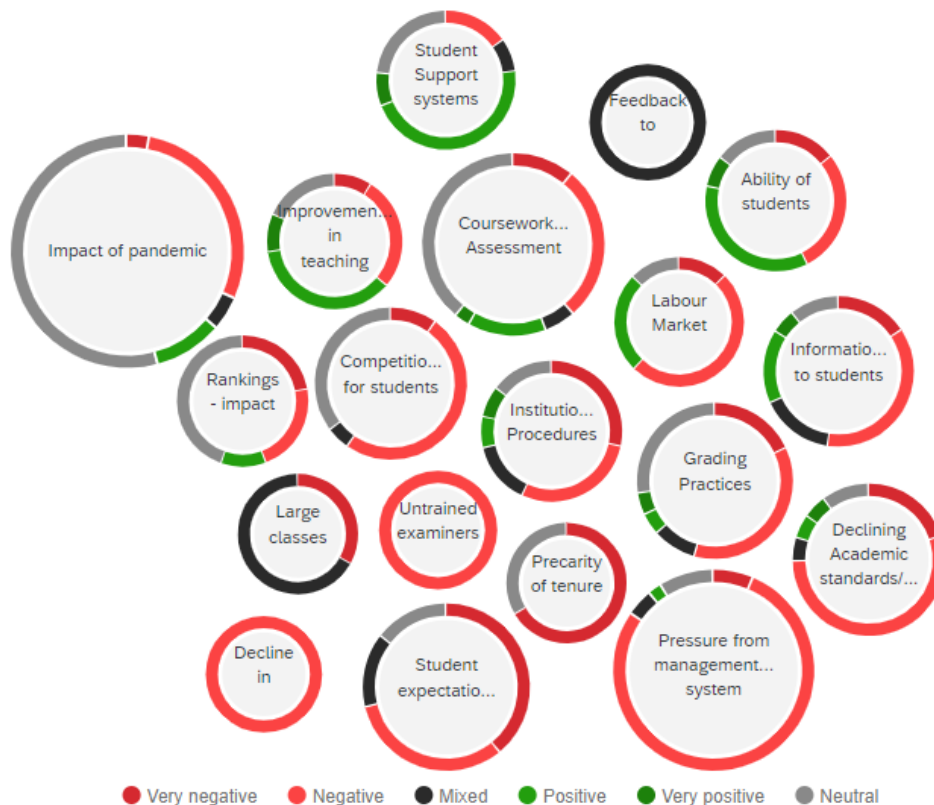 Student
Support
systems
Feedback
to
Ability of
students
Impact of pandemic
Improvemen...
in
teaching
Coursework...
Assessment
Labour
Market
Informatio...
to students
Rankings
- impact
Competitio...
for students
Institutio...
Procedures
Grading
Practices
Large
classes
Untrained
examiners
Precarity
of tenure
Declining
Academic
standards/...
Decline
in
Student
expectatio...
Pressure from
management...
system
Very negative
Negative
Mixed
Positive
Very positive
Neutral